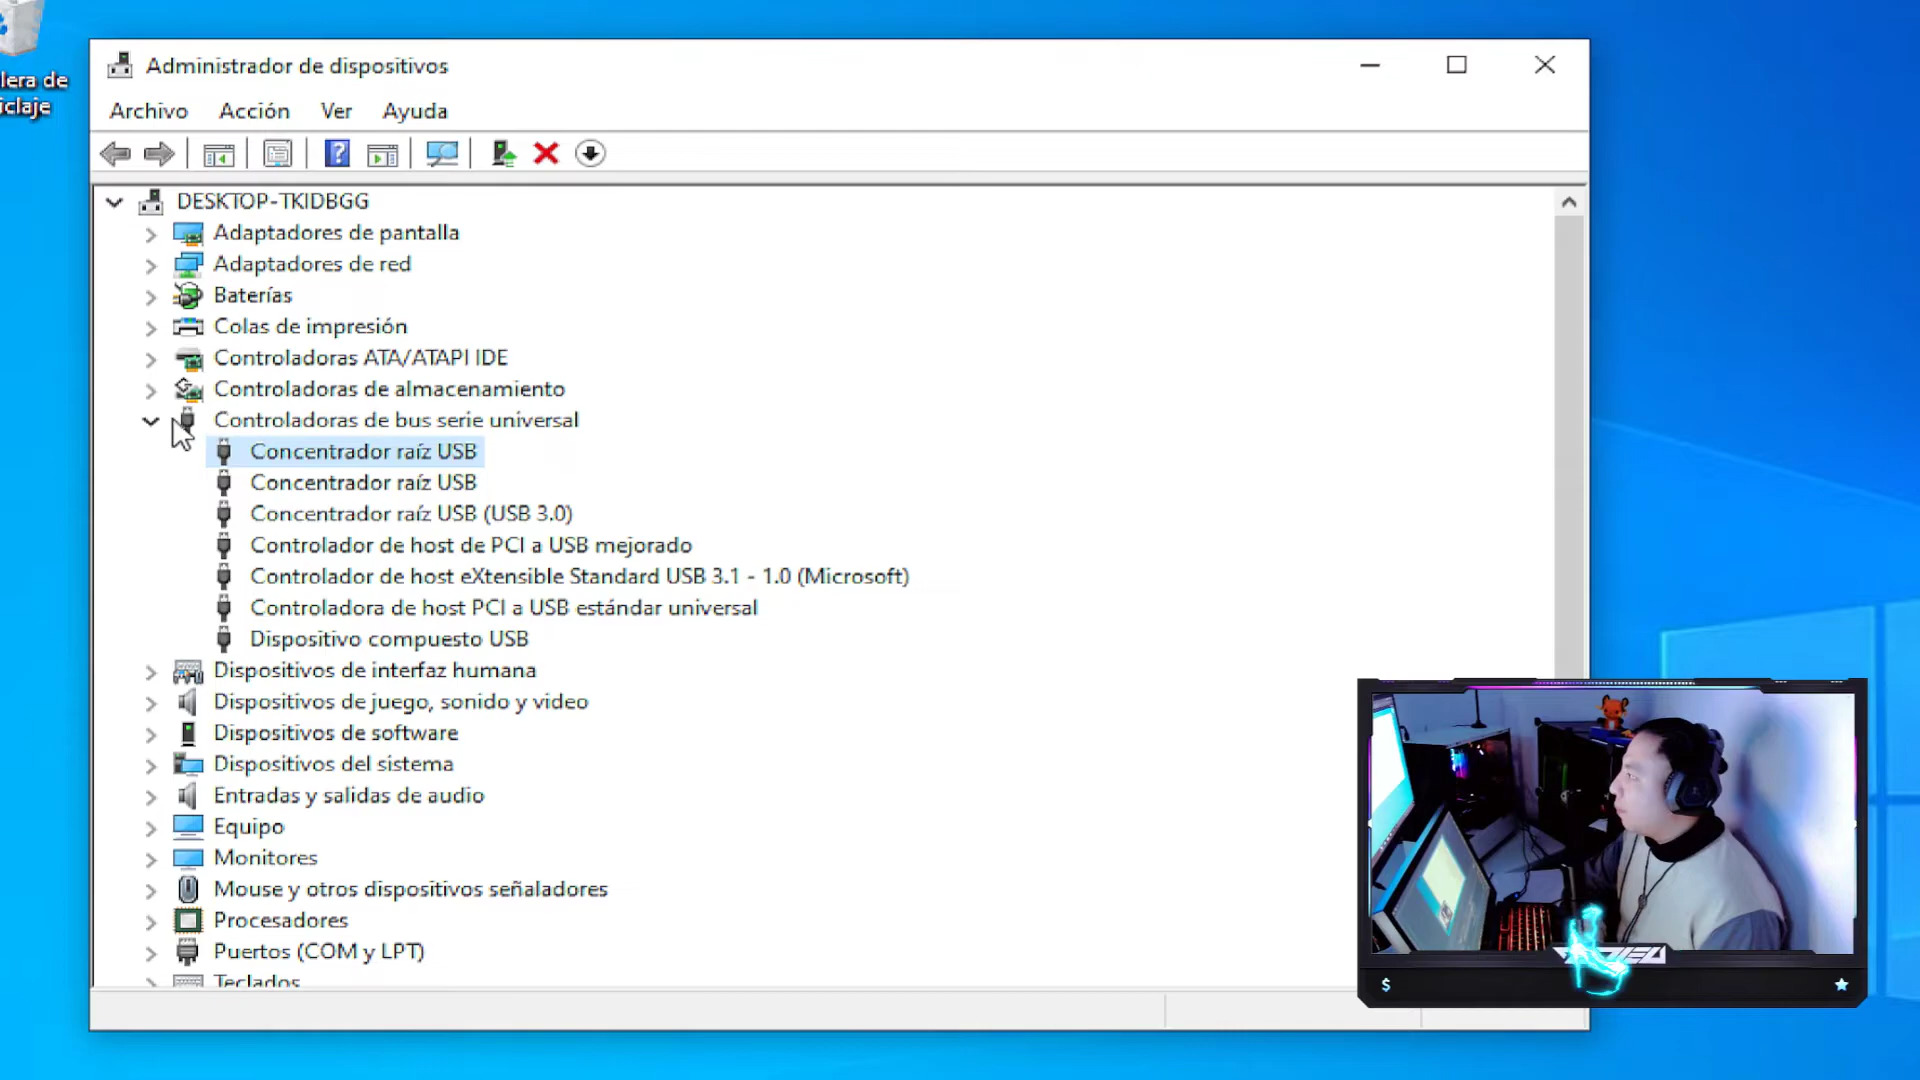 lera de
iclaje
Administrador de dispositivos
Archivo Acción Ver Ayuda
DESKTOP-TKIDBGG
Adaptadores de pantalla
Adaptadores de red
Baterías
Colas de impresión
Controladoras ATA/ATAPI IDE
Controladoras de almacenamiento
Controladoras de bus serie universal
Concentrador raíz USB
Concentrador raíz USB
Concentrador raíz USB (USB 3.0)
Controlador de host de PCI a USB mejorado
Controlador de host eXtensible Standard USB 3.1 - 1.0 (Microsoft)
Controladora de host PCI a USB estándar universal
Dispositivo compuesto USB
Dispositivos de interfaz humana
Dispositivos de juego, sonido y video
Dispositivos de software
Dispositivos del sistema
Entradas y salidas de audio
Equipo
Monitores
Mouse y otros dispositivos señaladores
Procesadores
Puertos (COM y LPT)
Teclados
$